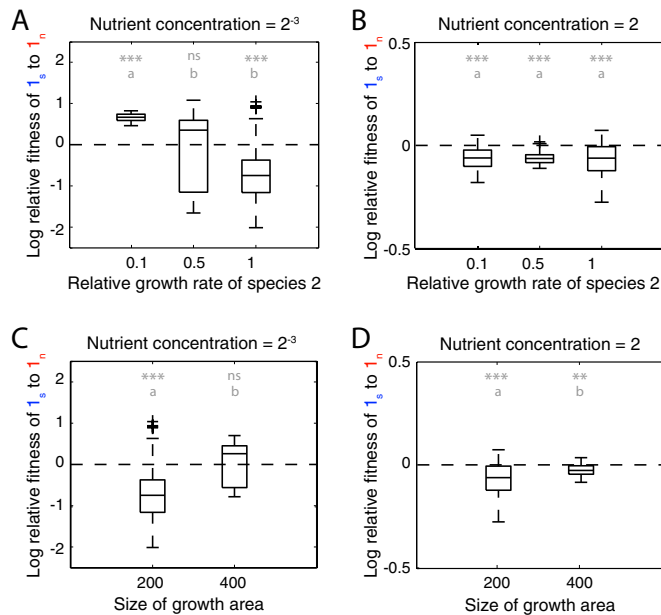 A
Nutrient concentration = 2⁻³
Log relative fitness of 1ₛ to 1ₙ
2
1
0
-1
-2
*** ns ***
a b b
0.1 0.5 1
Relative growth rate of species 2
B
Nutrient concentration = 2
Log relative fitness of 1ₛ to 1ₙ
0.5
0
-0.5
*** *** ***
a a a
0.1 0.5 1
Relative growth rate of species 2
C
Nutrient concentration = 2⁻³
Log relative fitness of 1ₛ to 1ₙ
2
1
0
-1
-2
*** ns
a b
200 400
Size of growth area
D
Nutrient concentration = 2
Log relative fitness of 1ₛ to 1ₙ
0.5
0
-0.5
*** **
a b
200 400
Size of growth area